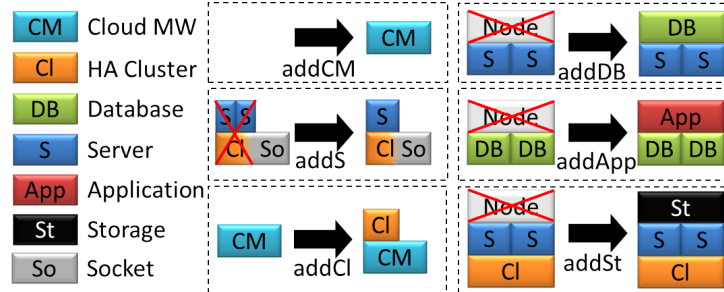 CM Cloud MW
Cl HA Cluster
DB Database
S Server
App Application
St Storage
So Socket
addCM
CM
Node
S S
addDB
DB
S S
S S
Cl So
addS
S
Cl So
Node
DB DB
addApp
App
DB DB
CM
addCl
Cl
CM
Node
S S
Cl
addSt
St
S S
Cl